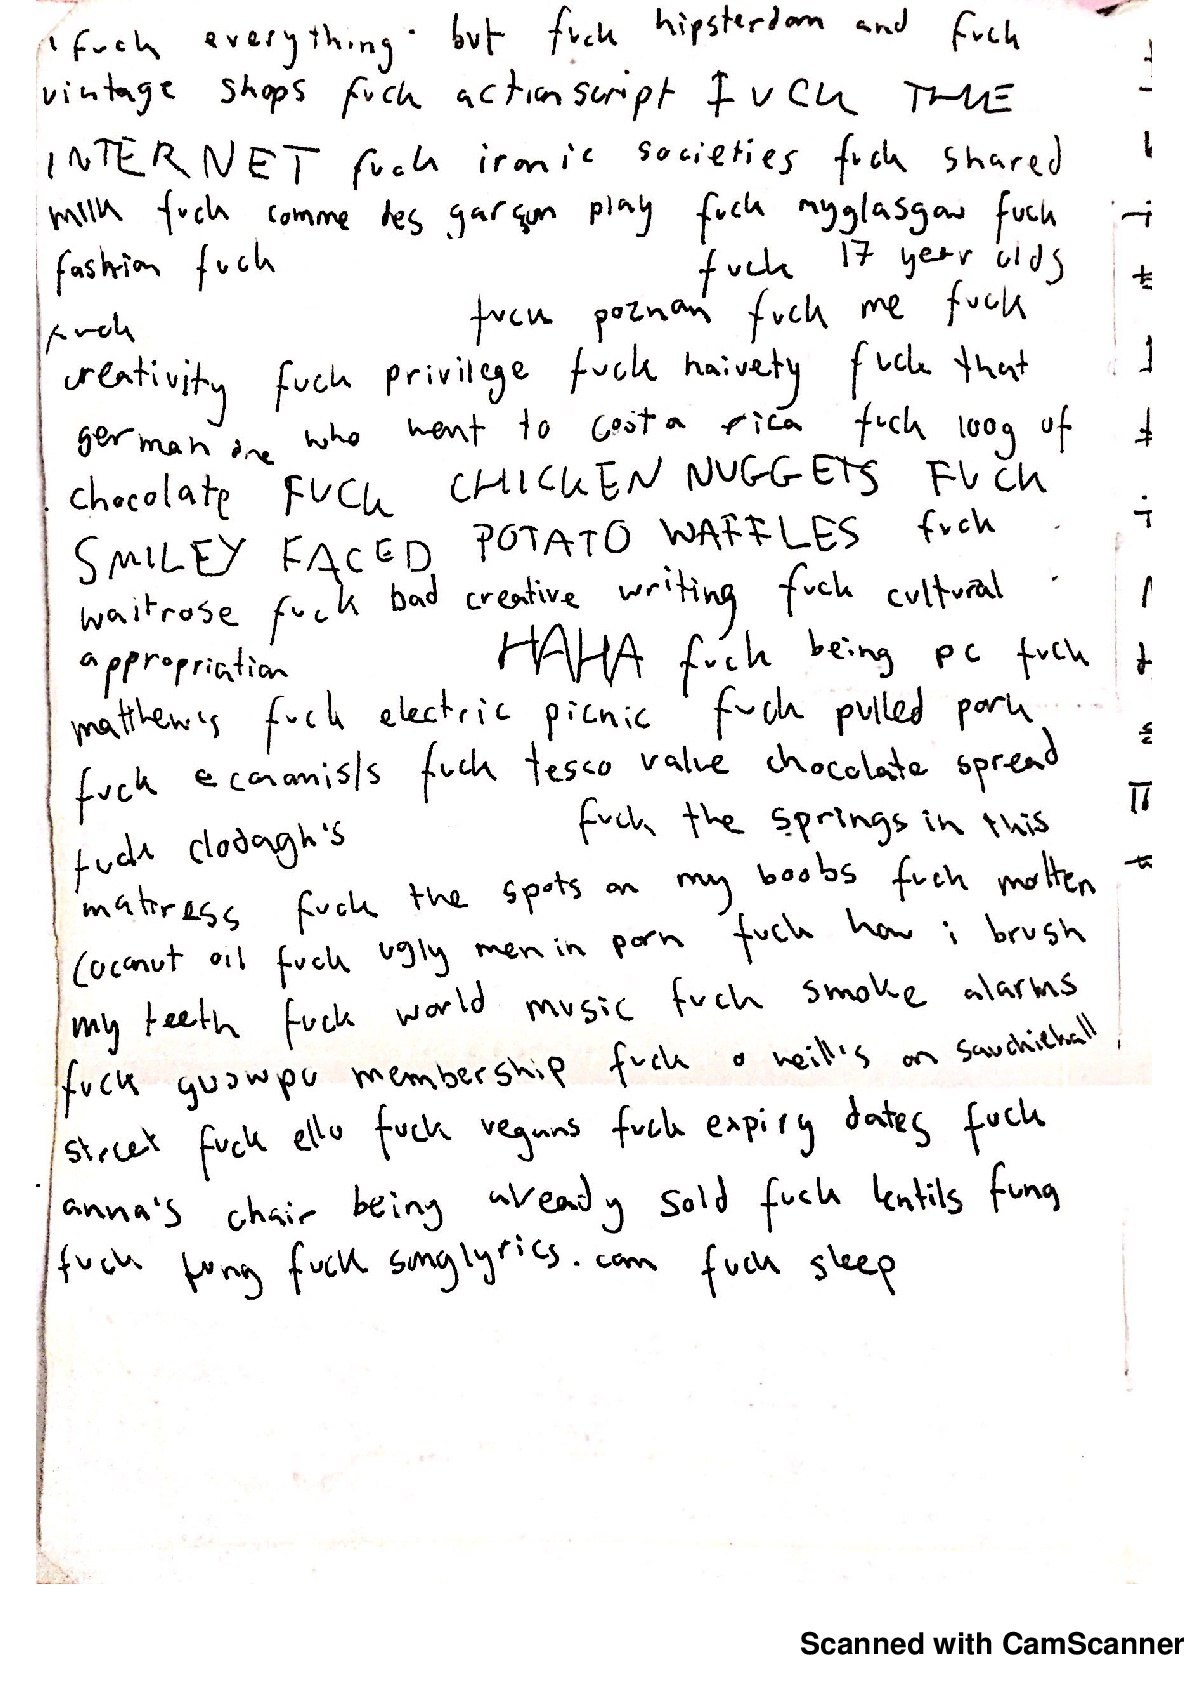 fuck everything. but fuck hipsterdom and fuck
vintage shops fuck actionscript FUCK THE
INTERNET fuck ironic societies fuck shared
milk fuck comme des garçon play fuck myglasgow fuck
fashion fuck fuck 17 year olds
fuck fuck poznan fuck me fuck
creativity fuck privilege fuck naivety fuck that
german one who went to costa rica fuck 100g of
chocolate FUCK CHICKEN NUGGETS FUCK
SMILEY FACED POTATO WAFFLES fuck
waitrose fuck bad creative writing fuck cultural
appropriation HAHA fuck being pc fuck
matthew's fuck electric picnic fuck pulled pork
fuck fuck tesco value chocolate spread
fuck clodagh's fuck the springs in this
matress fuck the spots on my boobs fuck molten
coconut oil fuck ugly men in porn fuck how i brush
my teeth fuck world music fuck smoke alarms
fuck membership fuck o neill's on sauchiehall
street fuck ello fuck vegans fuck expiry dates fuck
anna's chair being already sold fuck lentils fung
fuck fung fuck songlyrics.com fuck sleep
Scanned with CamScanner